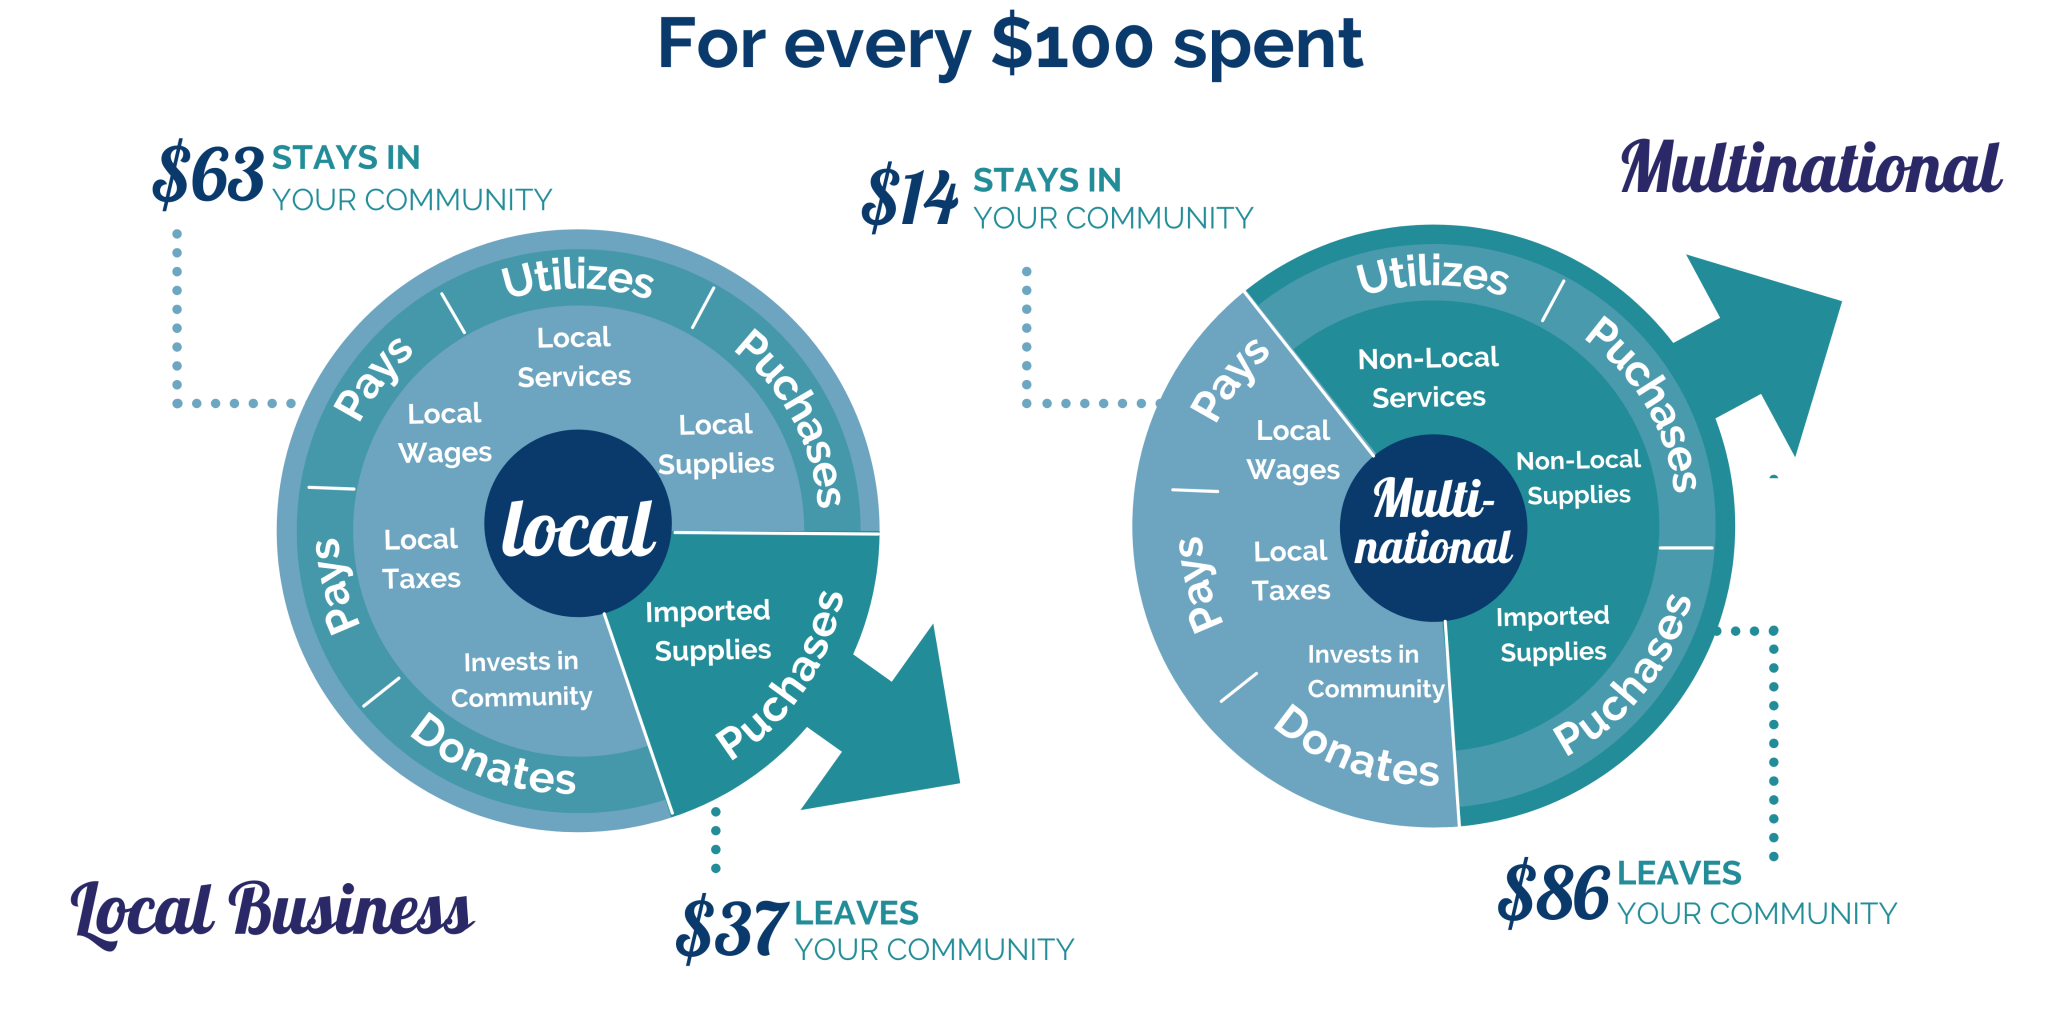 For every $100 spent
$63 STAYS IN
YOUR COMMUNITY
Utilizes
Local
Services
Puchases
Local
Supplies
Pays
Local
Wages
Pays
Local
Taxes
Donates
Invests in
Community
local
Imported
Supplies
Puchases
$37 LEAVES
YOUR COMMUNITY
Local Business
$14 STAYS IN
YOUR COMMUNITY
Multinational
Utilizes
Non-Local
Services
Puchases
Non-Local
Supplies
Pays
Local
Wages
Pays
Local
Taxes
Donates
Invests in
Community
Multi-
national
Imported
Supplies
Puchases
$86 LEAVES
YOUR COMMUNITY